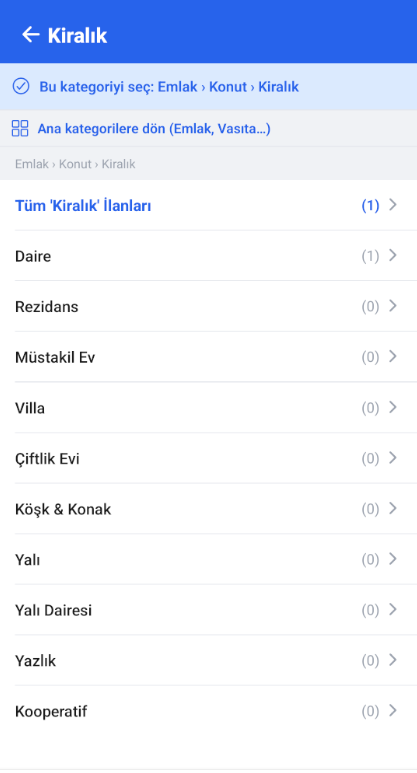 Kiralık
Bu kategoriyi seç: Emlak › Konut › Kiralık
Ana kategorilere dön (Emlak, Vasıta...)
Emlak › Konut › Kiralık
Tüm 'Kiralık' İlanları (1)
Daire (1)
Rezidans (0)
Müstakil Ev (0)
Villa (0)
Çiftlik Evi (0)
Köşk & Konak (0)
Yalı (0)
Yalı Dairesi (0)
Yazlık (0)
Kooperatif (0)